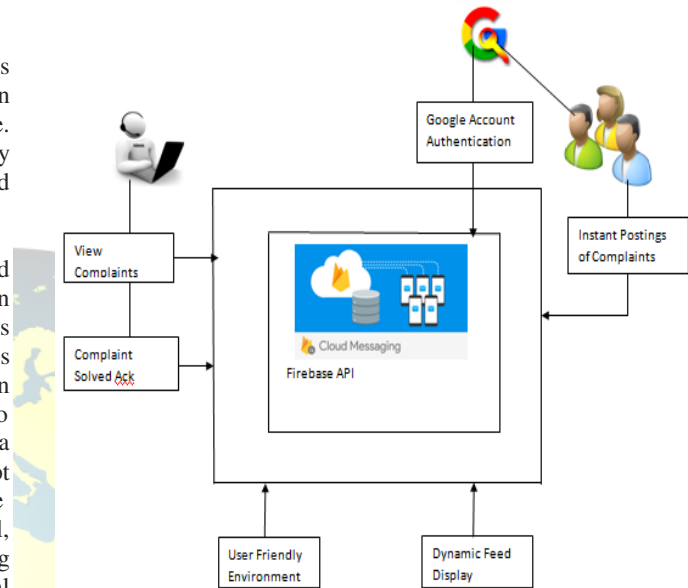 Google Account
Authentication
View
Comolaints
Instant Postings
of Complaints
Complaint
Solved Ack
Cloud Messaging
Firebase API
User Friendly
Environment
Dynamic Feed
Display